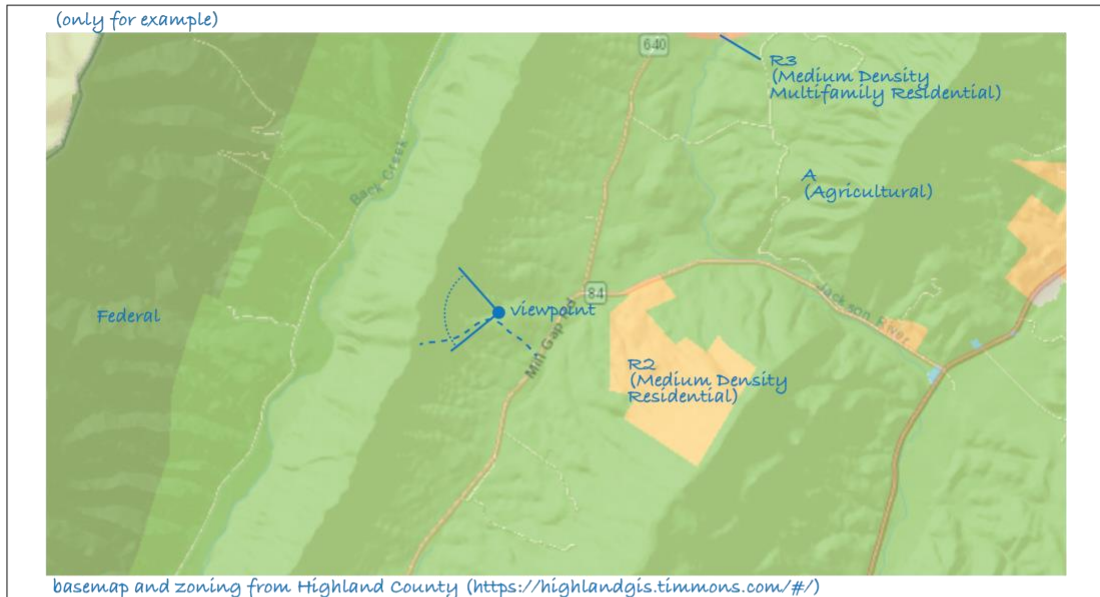 (only for example)
640
R3
(Medium Density
Multifamily Residential)
Back Creek
A
(Agricultural)
Federal
viewpoint
84
Mill Gap Rd
Jackson River
R2
(Medium Density
Residential)
basemap and zoning from Highland County (https://highlandgis.timmons.com/#/)